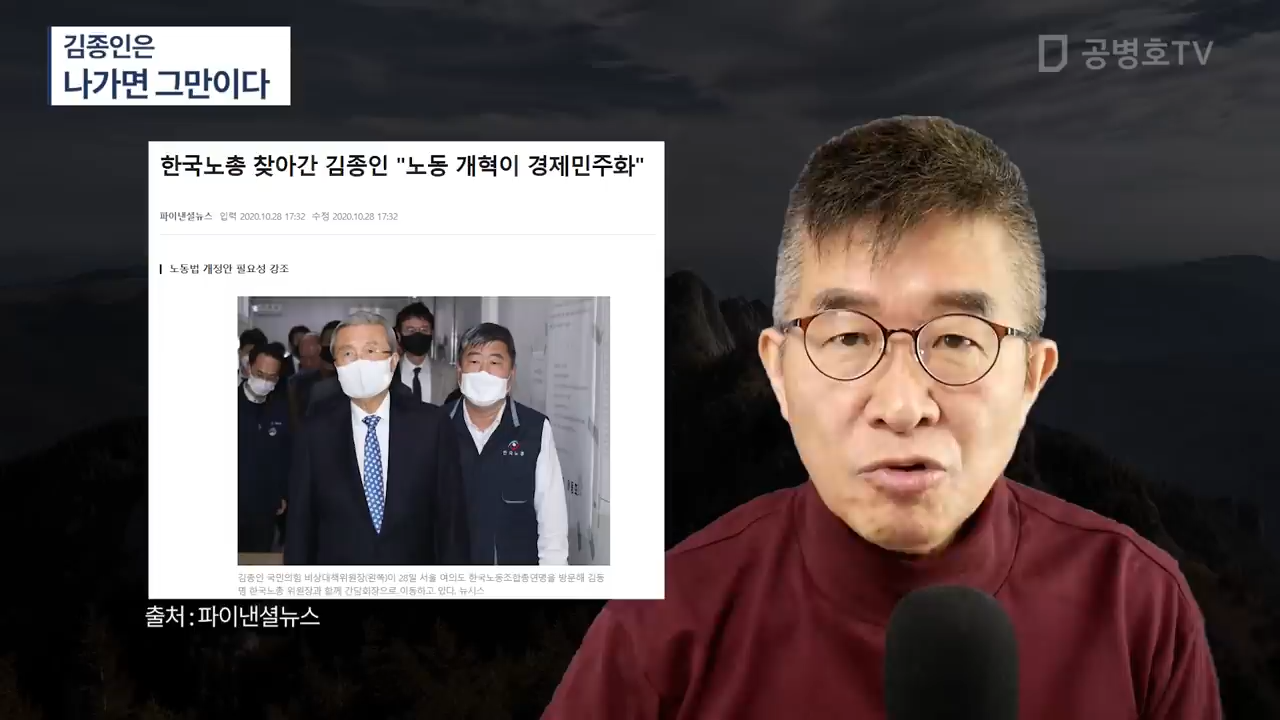 김종인은
나가면 그만이다
공병호TV
한국노총 찾아간 김종인 "노동 개혁이 경제민주화"
파이낸셜뉴스 입력 2020.10.28 17:32 수정 2020.10.28 17:32
노동법 개정안 필요성 강조
한국노총
김종인 국민의힘 비상대책위원장(왼쪽)이 28일 서울 여의도 한국노동조합총연맹을 방문해 김동
명 한국노총 위원장과 함께 간담회장으로 이동하고 있다. 뉴시스
출처 : 파이낸셜뉴스